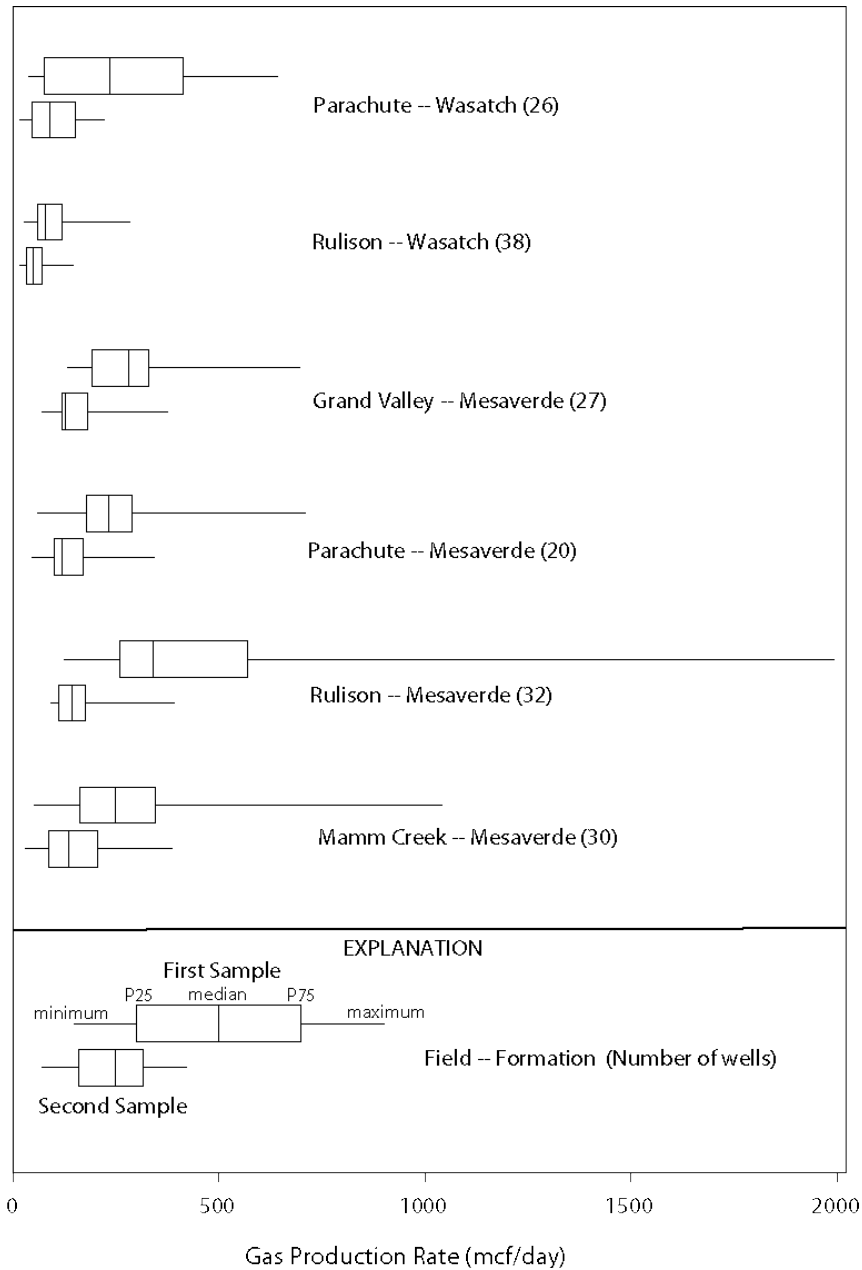 Parachute -- Wasatch (26)
Rulison -- Wasatch (38)
Grand Valley -- Mesaverde (27)
Parachute -- Mesaverde (20)
Rulison -- Mesaverde (32)
Mamm Creek -- Mesaverde (30)
EXPLANATION
First Sample
P25 median P75
minimum maximum
Field -- Formation (Number of wells)
Second Sample
0 500 1000 1500 2000
Gas Production Rate (mcf/day)